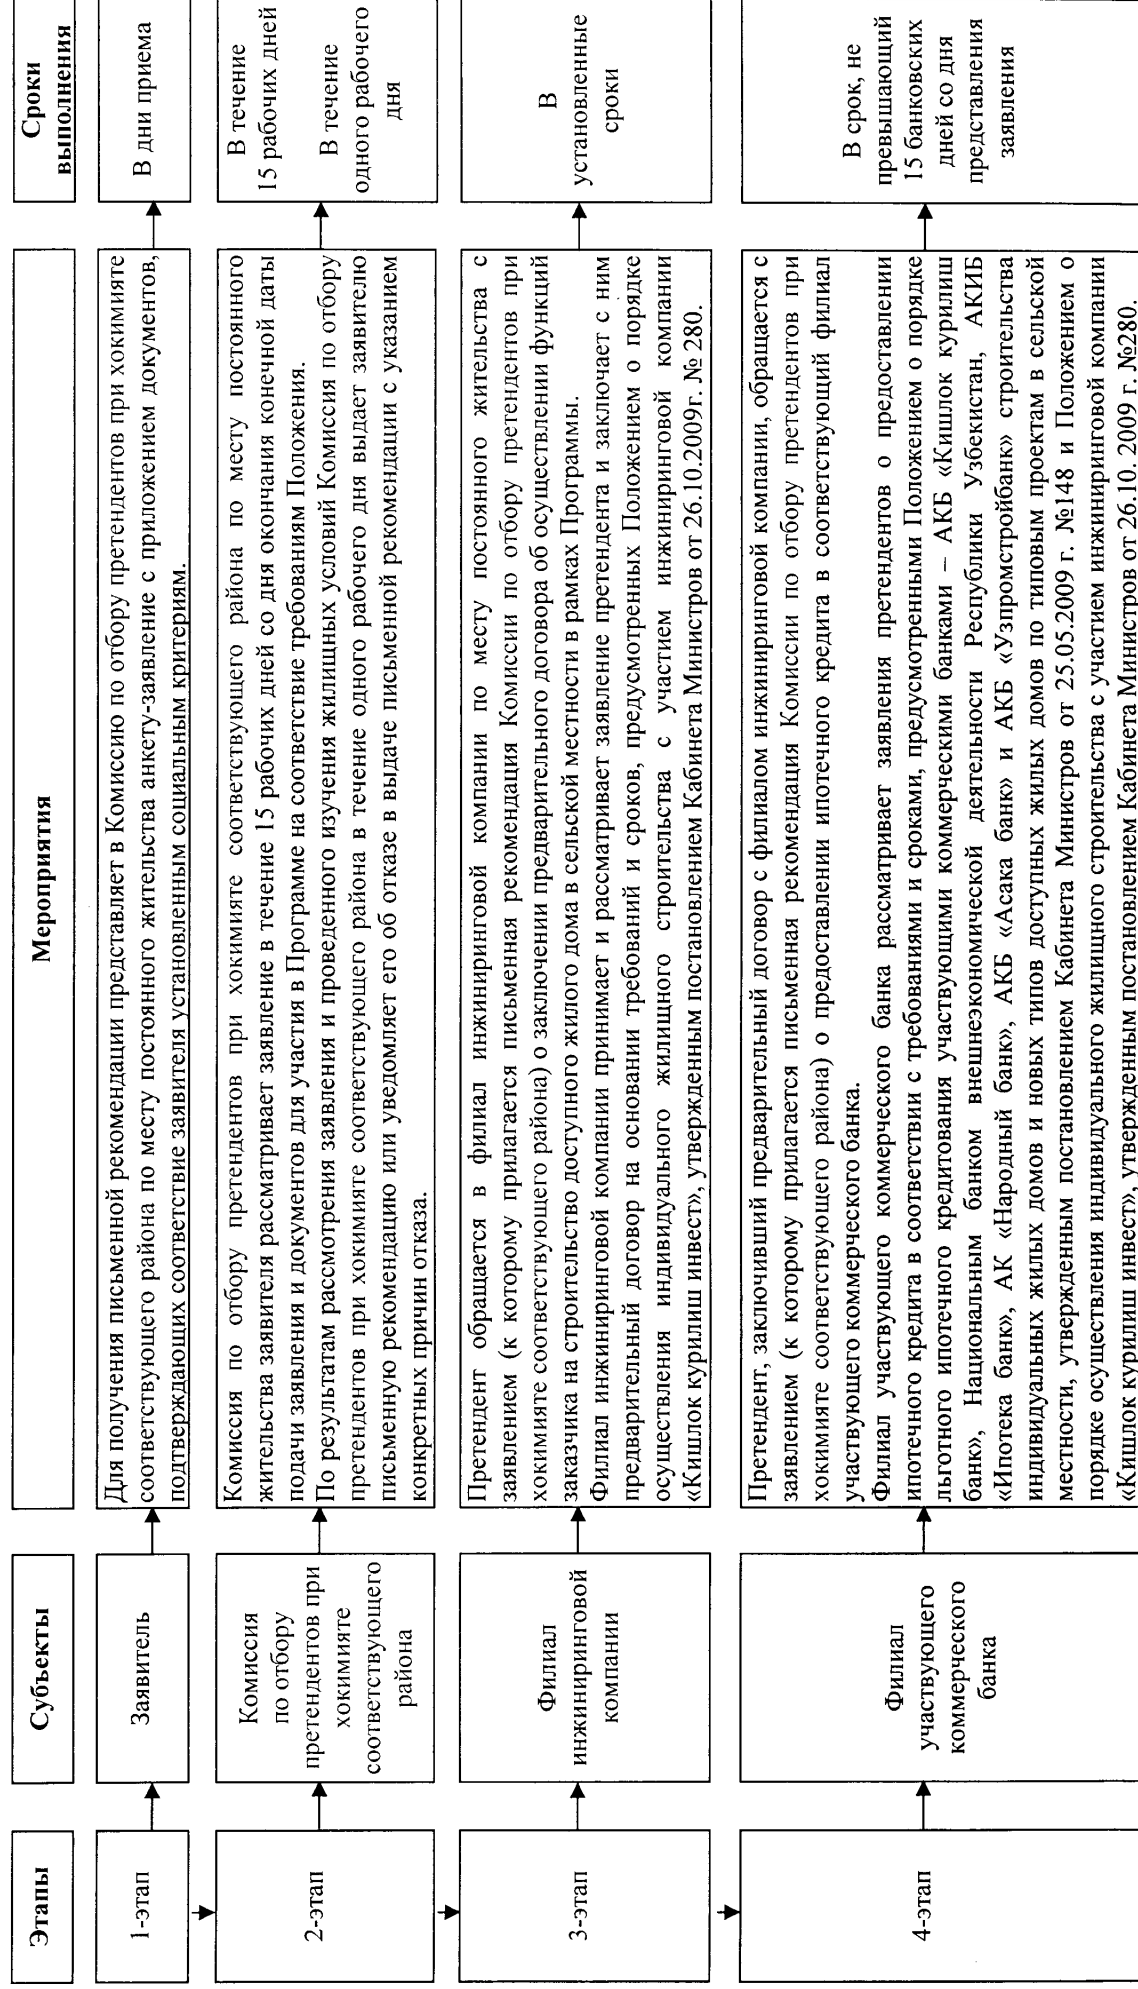 Этапы
Субъекты
Мероприятия
Сроки
выполнения
1-этап
Заявитель
Для получения письменной рекомендации представляет в Комиссию по отбору претендентов при хокимияте
соответствующего района по месту постоянного жительства анкету-заявление с приложением документов,
подтверждающих соответствие заявителя установленным социальным критериям.
В дни приема
2-этап
Комиссия
по отбору
претендентов при
хокимияте
соответствующего
района
Комиссия по отбору претендентов при хокимияте соответствующего района по месту постоянного
жительства заявителя рассматривает заявление в течение 15 рабочих дней со дня окончания конечной даты
подачи заявления и документов для участия в Программе на соответствие требованиям Положения.
По результатам рассмотрения заявления и проведенного изучения жилищных условий Комиссия по отбору
претендентов при хокимияте соответствующего района в течение одного рабочего дня выдает заявителю
письменную рекомендацию или уведомляет его об отказе в выдаче письменной рекомендации с указанием
конкретных причин отказа.
В течение
15 рабочих дней
В течение
одного рабочего
дня
3-этап
Филиал
инжиниринговой
компании
Претендент обращается в филиал инжиниринговой компании по месту постоянного жительства с
заявлением (к которому прилагается письменная рекомендация Комиссии по отбору претендентов при
хокимияте соответствующего района) о заключении предварительного договора об осуществлении функций
заказчика на строительство доступного жилого дома в сельской местности в рамках Программы.
Филиал инжиниринговой компании принимает и рассматривает заявление претендента и заключает с ним
предварительный договор на основании требований и сроков, предусмотренных Положением о порядке
осуществления индивидуального жилищного строительства с участием инжиниринговой компании
«Кишлок курилиш инвест», утвержденным постановлением Кабинета Министров от 26.10.2009г. № 280.
В
установленные
сроки
4-этап
Филиал
участвующего
коммерческого
банка
Претендент, заключивший предварительный договор с филиалом инжиниринговой компании, обращается с
заявлением (к которому прилагается письменная рекомендация Комиссии по отбору претендентов при
хокимияте соответствующего района) о предоставлении ипотечного кредита в соответствующий филиал
участвующего коммерческого банка.
Филиал участвующего коммерческого банка рассматривает заявления претендентов о предоставлении
ипотечного кредита в соответствии с требованиями и сроками, предусмотренными Положением о порядке
льготного ипотечного кредитования участвующими коммерческими банками – АКБ «Кишлок курилиш
банк», Национальным банком внешнеэкономической деятельности Республики Узбекистан, АКИБ
«Ипотека банк», АК «Народный банк», АКБ «Асака банк» и АКБ «Узпромстройбанк» строительства
индивидуальных жилых домов и новых типов доступных жилых домов по типовым проектам в сельской
местности, утвержденным постановлением Кабинета Министров от 25.05.2009 г. №148 и Положением о
порядке осуществления индивидуального жилищного строительства с участием инжиниринговой компании
«Кишлок курилиш инвест», утвержденным постановлением Кабинета Министров от 26.10. 2009 г. №280.
В срок, не
превышающий
15 банковских
дней со дня
представления
заявления